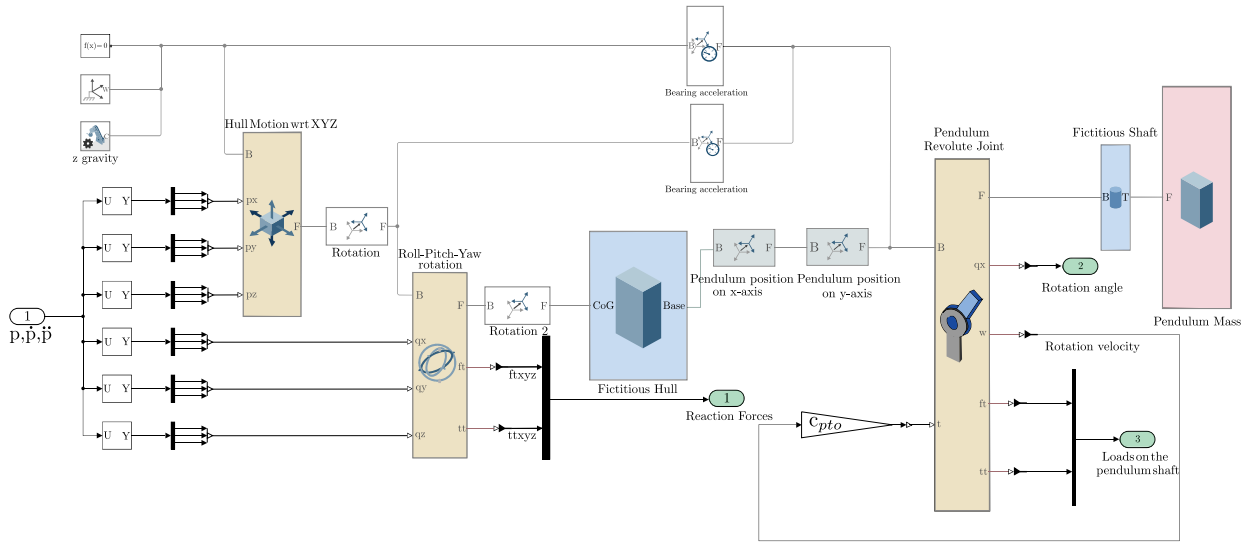 f(x)=0
W
C
z gravity
Hull Motion wrt XYZ
B
px
py
pz
F
B
F
Rotation
B
F
Bearing acceleration
B
F
Bearing acceleration
1
p,ṗ,p̈
U Y
U Y
U Y
U Y
U Y
U Y
Roll-Pitch-Yaw
rotation
B
F
qx
qy
qz
ft
tt
B
F
Rotation 2
ftxyz
ttxyz
CoG
Base
Fictitious Hull
1
Reaction Forces
B
F
Pendulum position
on x-axis
B
F
Pendulum position
on y-axis
Pendulum
Revolute Joint
B
F
qx
w
t
ft
tt
Cpto
2
Rotation angle
Rotation velocity
3
Loads on the
pendulum shaft
Fictitious Shaft
B
T
F
Pendulum Mass